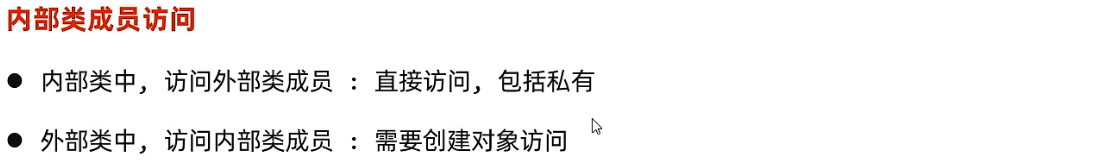 内部类成员访问
● 内部类中, 访问外部类成员 : 直接访问, 包括私有
● 外部类中, 访问内部类成员 : 需要创建对象访问